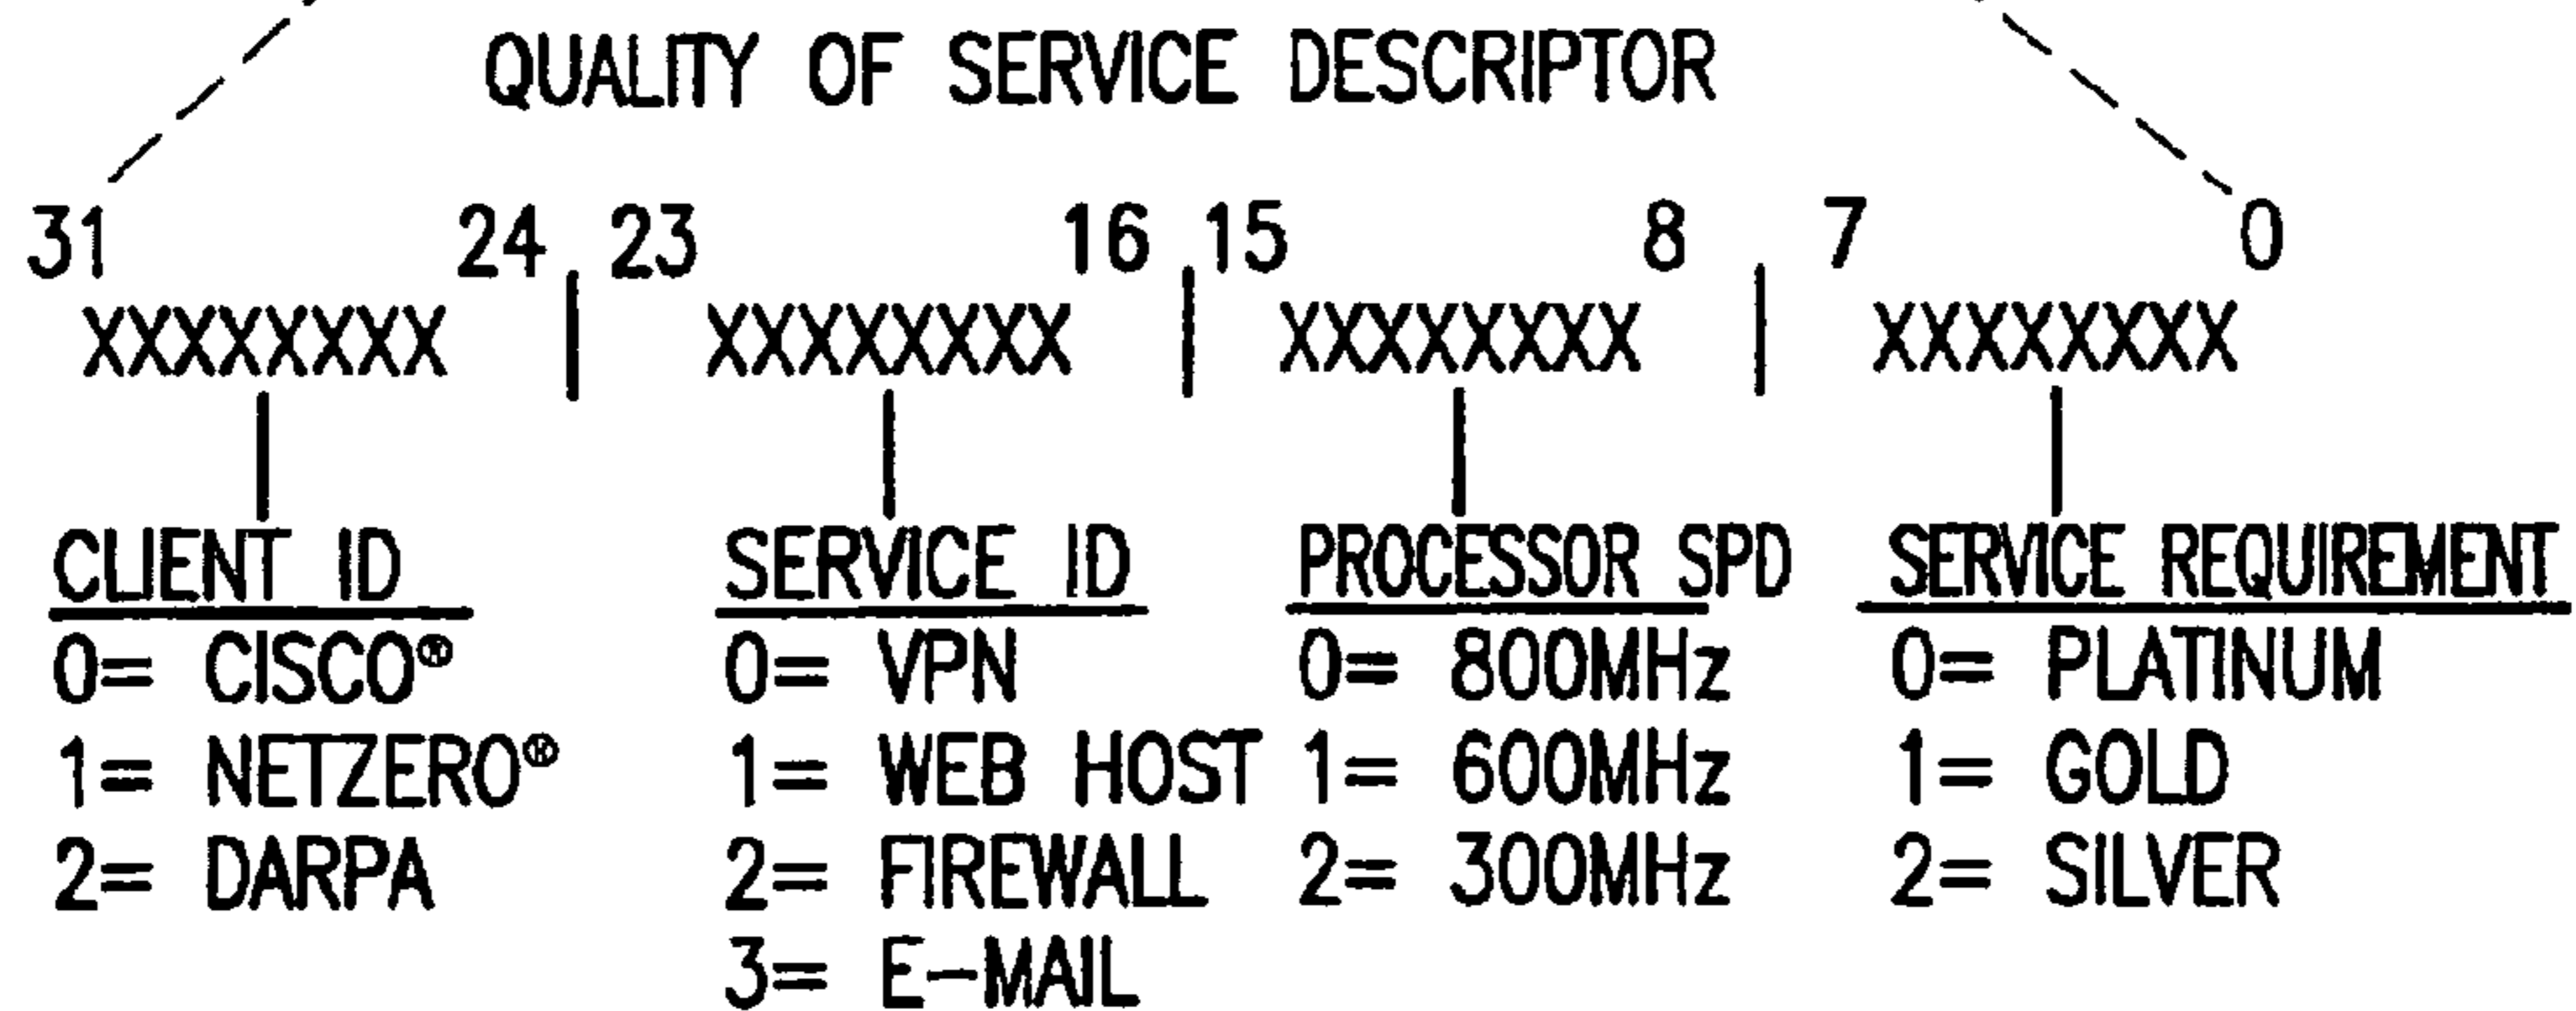 QUALITY OF SERVICE DESCRIPTOR
31 24 23 16 15 8 7 0
XXXXXXXX | XXXXXXXX | XXXXXXXX | XXXXXXXX
CLIENT ID SERVICE ID PROCESSOR SPD SERVICE REQUIREMENT
0= CISCO® 0= VPN 0= 800MHz 0= PLATINUM
1= NETZERO® 1= WEB HOST 1= 600MHz 1= GOLD
2= DARPA 2= FIREWALL 2= 300MHz 2= SILVER
3= E-MAIL